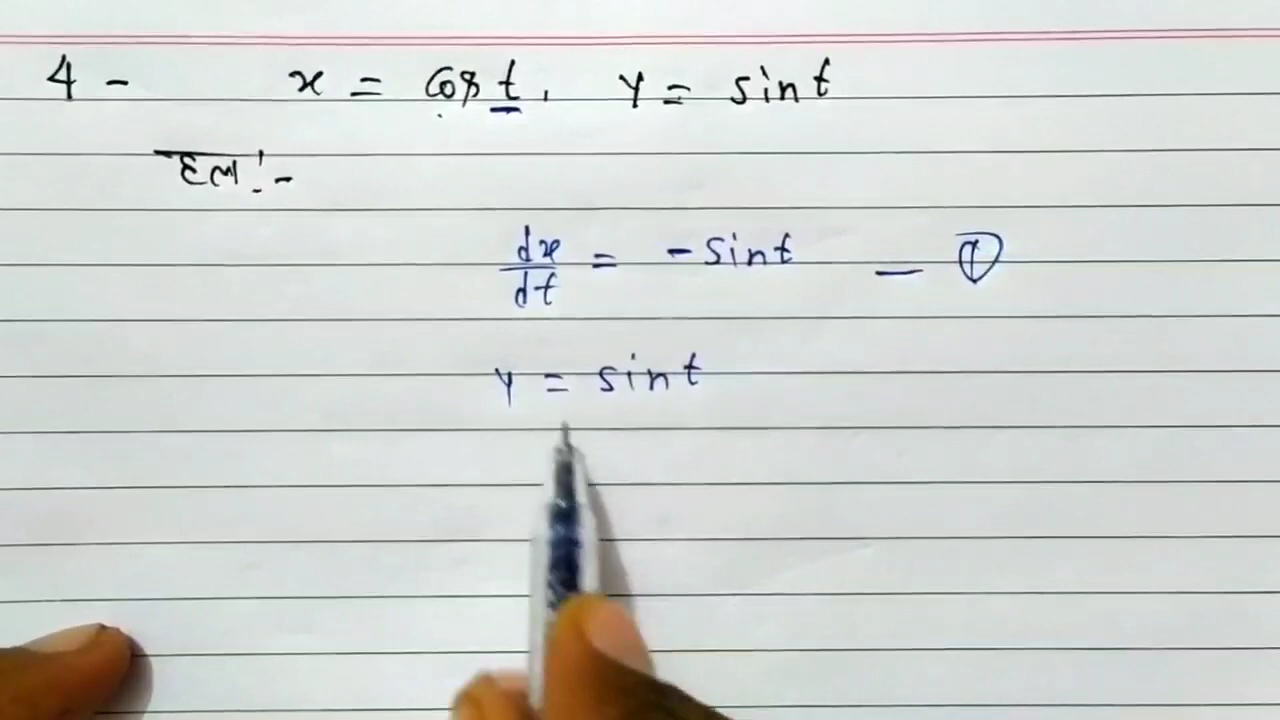 4 - x = cos t, y = sin t
हल :-
dx/dt = - sin t — ①
y = sin t